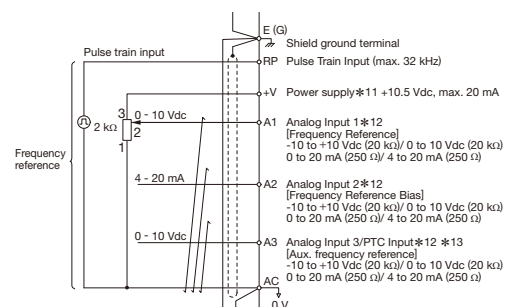 E (G)
Shield ground terminal
Pulse train input
RP Pulse Train Input (max. 32 kHz)
+V Power supply∗11 +10.5 Vdc, max. 20 mA
3 0 - 10 Vdc
2 kΩ
2
1
A1 Analog Input 1∗12
[Frequency Reference]
-10 to +10 Vdc (20 kΩ)/ 0 to 10 Vdc (20 kΩ)
0 to 20 mA (250 Ω)/ 4 to 20 mA (250 Ω)
Frequency
reference
4 - 20 mA
A2 Analog Input 2∗12
[Frequency Reference Bias]
-10 to +10 Vdc (20 kΩ)/ 0 to 10 Vdc (20 kΩ)
0 to 20 mA (250 Ω)/ 4 to 20 mA (250 Ω)
0 - 10 Vdc
A3 Analog Input 3/PTC Input∗12 ∗13
[Aux. frequency reference]
-10 to +10 Vdc (20 kΩ)/ 0 to 10 Vdc (20 kΩ)
0 to 20 mA (250 Ω)/ 4 to 20 mA (250 Ω)
AC
0 V